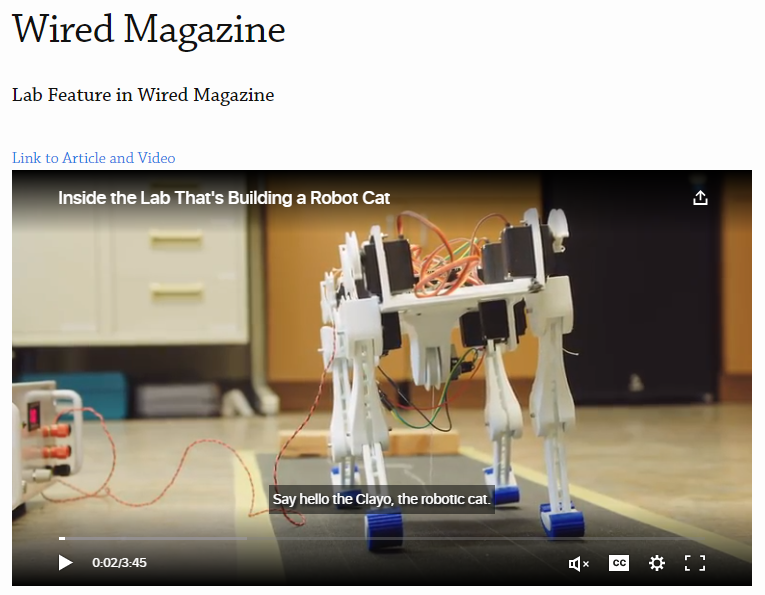 Wired Magazine
Lab Feature in Wired Magazine
Link to Article and Video
Inside the Lab That's Building a Robot Cat
Say hello the Clayo, the robotic cat.
0:02/3:45
CC